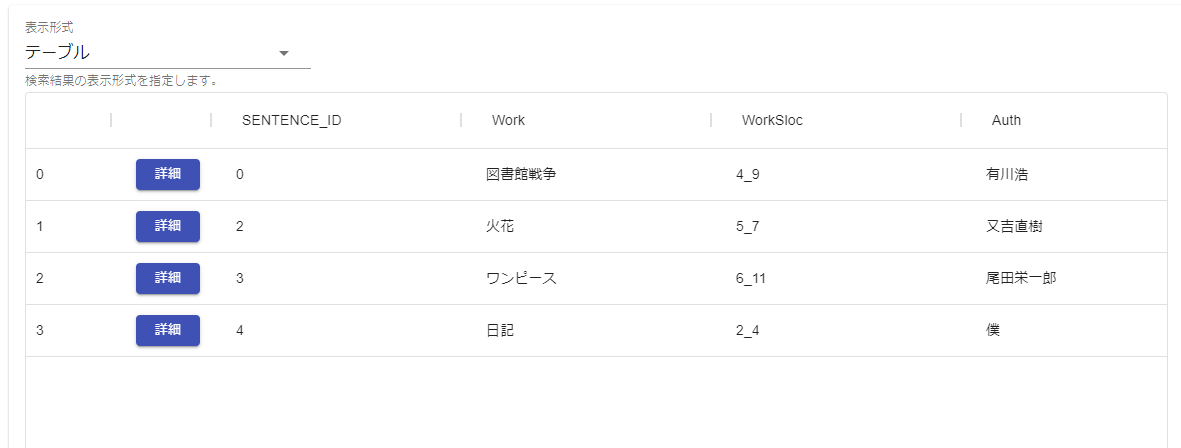 表示形式
テーブル
検索結果の表示形式を指定します。
SENTENCE_ID Work WorkSloc Auth
0 詳細 0 図書館戦争 4_9 有川浩
1 詳細 2 火花 5_7 又吉直樹
2 詳細 3 ワンピース 6_11 尾田栄一郎
3 詳細 4 日記 2_4 僕